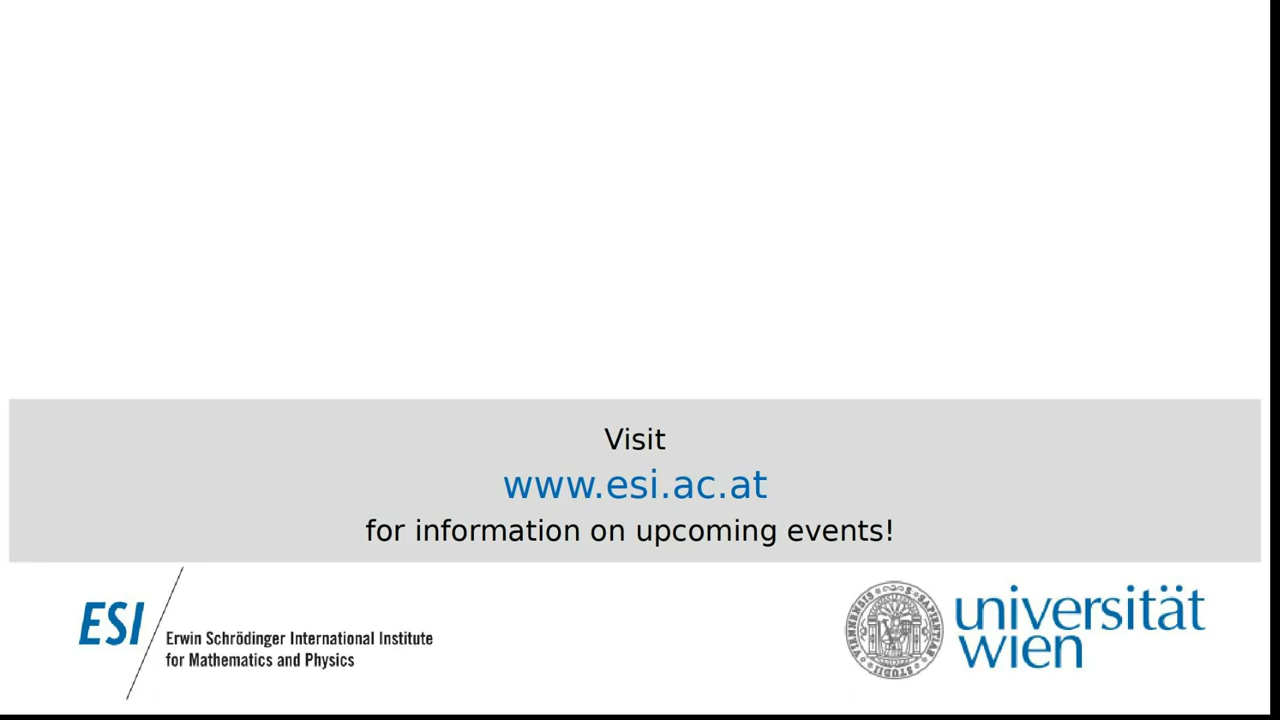 Visit
www.esi.ac.at
for information on upcoming events!
ESI
Erwin Schrödinger International Institute
for Mathematics and Physics
universität
wien